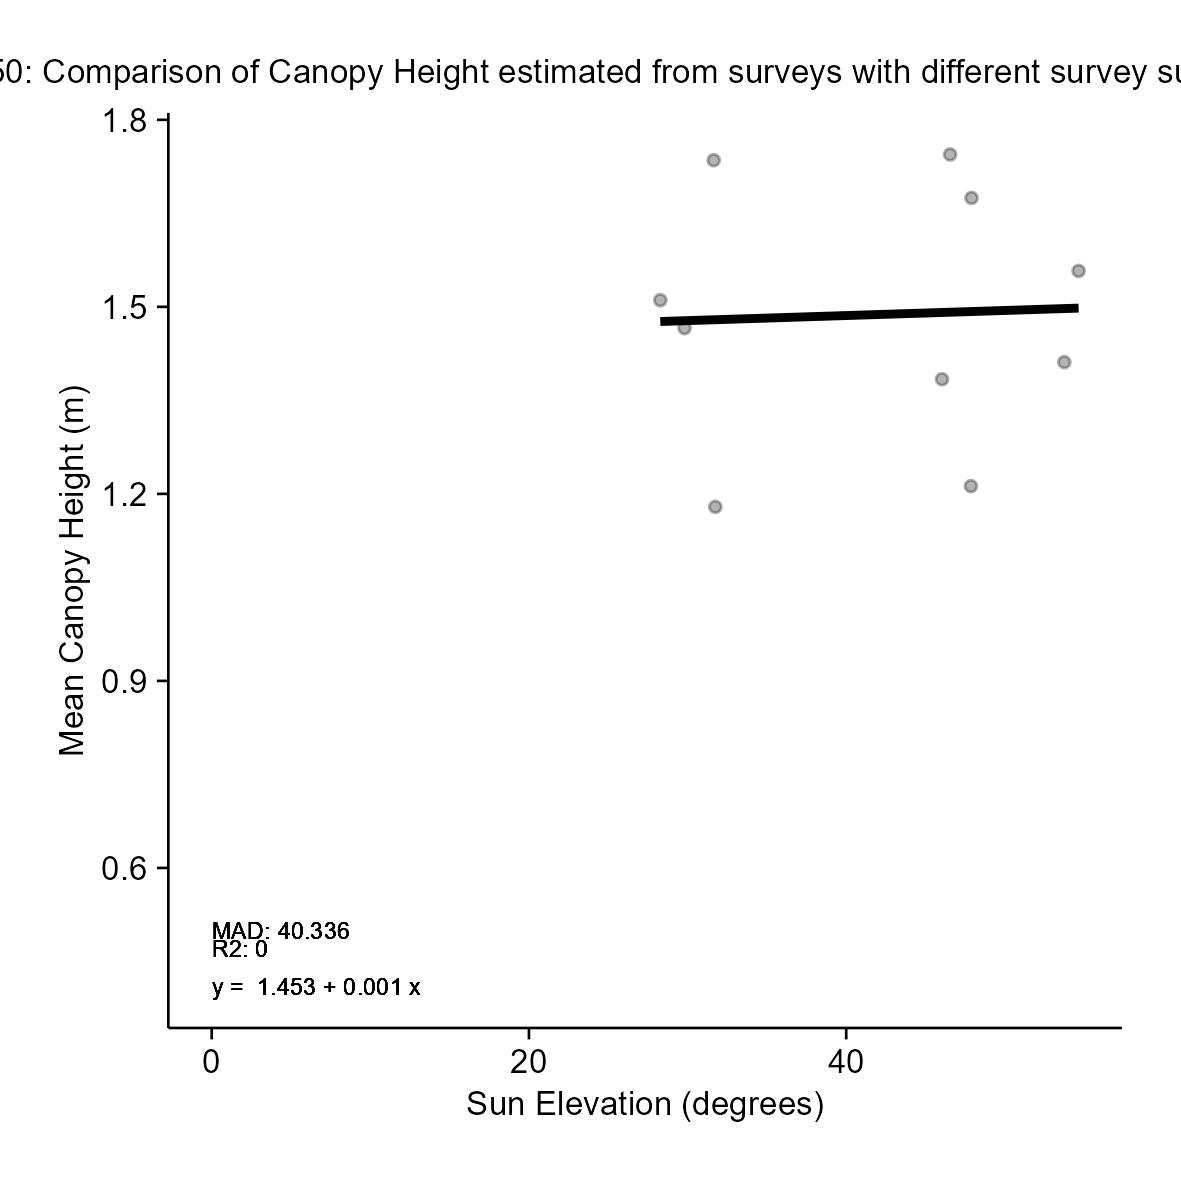 50: Comparison of Canopy Height estimated from surveys with different survey su
1.8
1.5
1.2
0.9
0.6
Mean Canopy Height (m)
MAD: 40.336
R2: 0
y =  1.453 + 0.001 x
0 20 40
Sun Elevation (degrees)